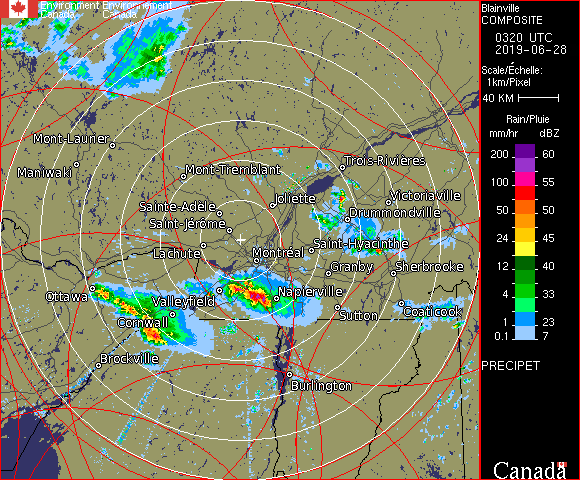 Environment Environnement
Canada Canada
Blainville
COMPOSITE
0320 UTC
2019-06-28
Scale/Échelle:
1km/Pixel
40 KM
Rain/Pluie
mm/hr dBZ
200 60
100 55
50 50
24 45
12 40
4 33
1 23
0.1 7
PRECIPET
Canada
Mont-Laurier
Maniwaki
Mont-Tremblant
Trois-Rivières
Victoriaville
Joliette
Sainte-Adèle
Drummondville
Saint-Jérôme
Saint-Hyacinthe
Lachute
Montréal
Granby
Sherbrooke
Ottawa
Valleyfield
Napierville
Cornwall
Sutton
Coaticook
Brockville
Burlington